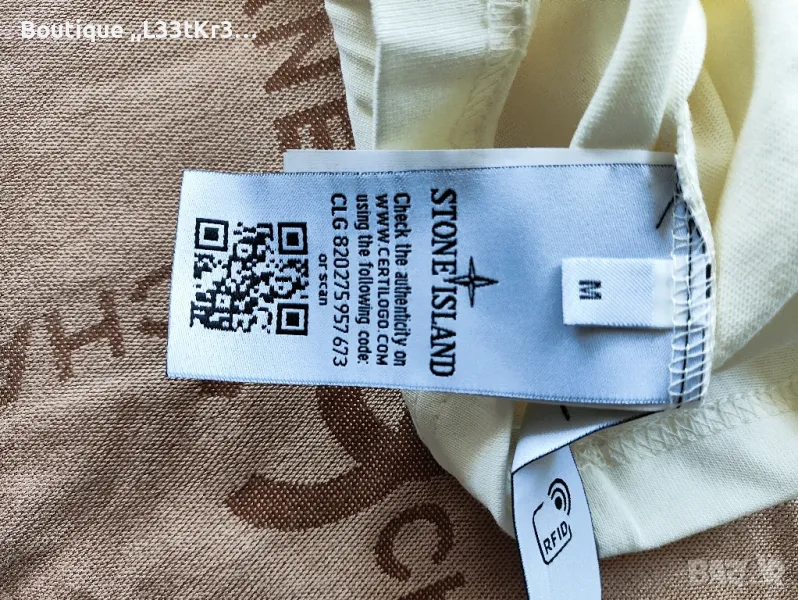 Boutique „L33tKr3...
STONE ISLAND
Check the authenticity on
WWW.CERTILOGO.COM
using the following code:
CLG 820275957673
or scan
M
RFID
Bazar